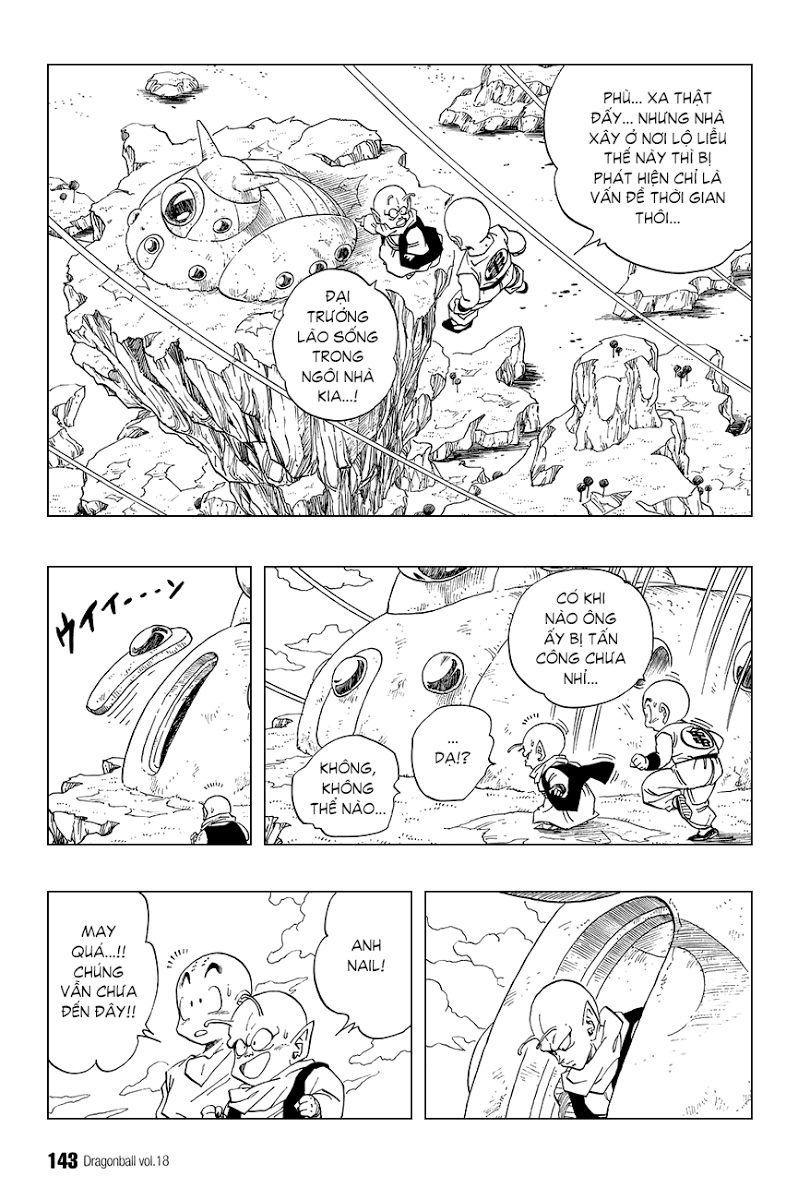 PHÙ... XA THẬT
ĐẤY... NHƯNG NHÀ
XÂY Ở NƠI LỘ LIỄU
THẾ NÀY THÌ BỊ
PHÁT HIỆN CHỈ LÀ
VẤN ĐỀ THỜI GIAN
THÔI...
ĐẠI
TRƯỞNG
LÃO SỐNG
TRONG
NGÔI NHÀ
KIA...!
ウイイーーーン
CÓ KHI
NÀO ÔNG
ẤY BỊ TẤN
CÔNG CHƯA
NHỈ...
...
DẠ!?
KHÔNG,
KHÔNG
THỂ NÀO...
MAY
QUÁ...!!
CHÚNG
VẪN CHƯA
ĐẾN ĐÂY!!
ANH
NAIL!
143 Dragonball vol.18